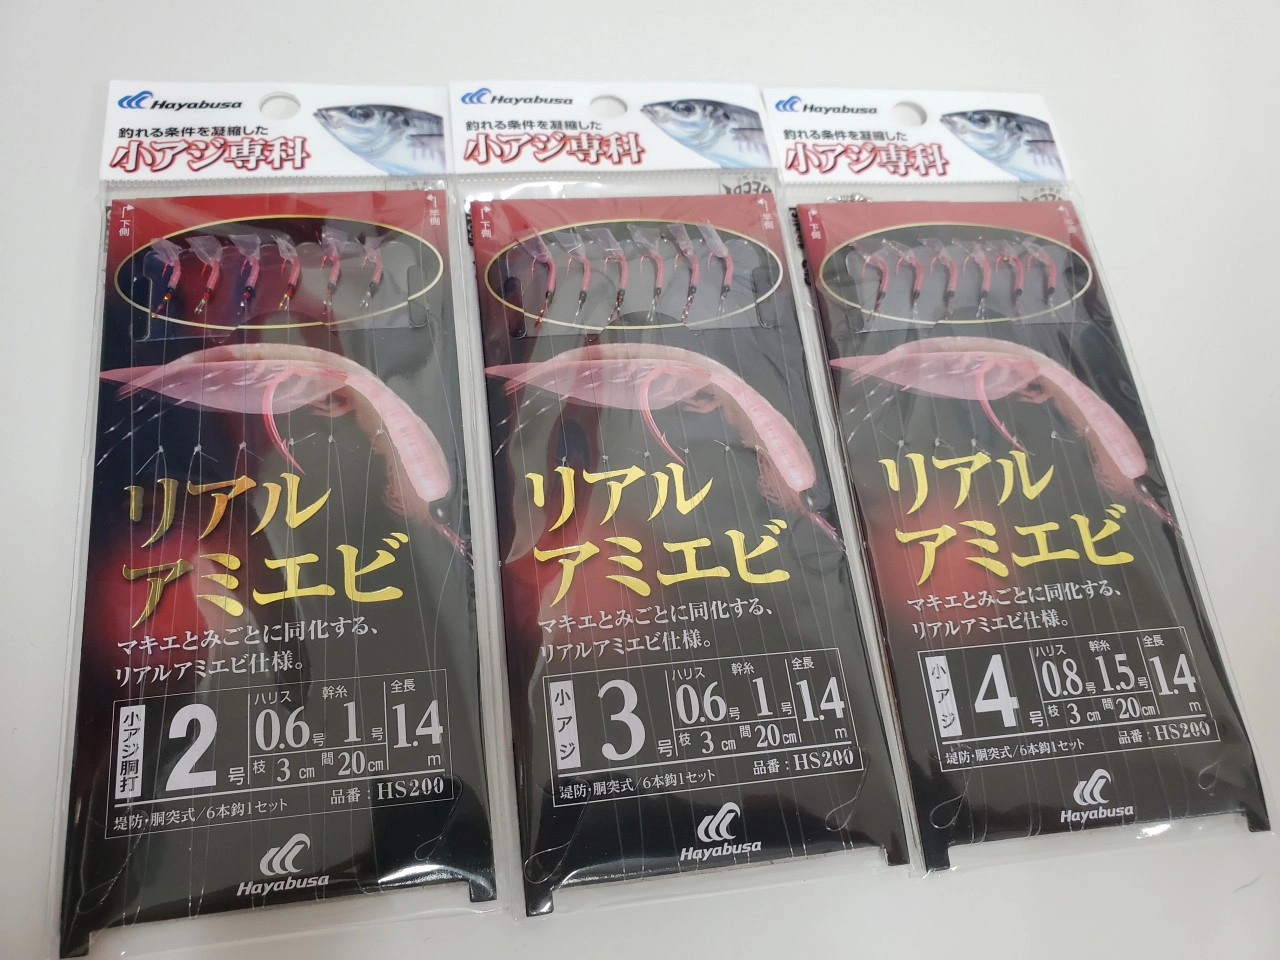 Hayabusa
釣れる条件を凝縮した
小アジ専科
下側
竿側
リアル
アミエビ
マキエとみごとに同化する、
リアルアミエビ仕様。
小アジ胴打
2号
ハリス
0.6号
幹糸
1号
全長
1.4m
枝 3cm
間 20cm
堤防・胴突式/6本鈎1セット
品番:HS200
Hayabusa
Hayabusa
釣れる条件を凝縮した
小アジ専科
下側
竿側
リアル
アミエビ
マキエとみごとに同化する、
リアルアミエビ仕様。
小アジ
3号
ハリス
0.6号
幹糸
1号
全長
1.4m
枝 3cm
間 20cm
堤防・胴突式/6本鈎1セット
品番:HS200
Hayabusa
Hayabusa
釣れる条件を凝縮した
小アジ専科
下側
竿側
リアル
アミエビ
マキエとみごとに同化する、
リアルアミエビ仕様。
小アジ
4号
ハリス
0.8号
幹糸
1.5号
全長
1.4m
枝 3cm
間 20cm
堤防・胴突式/6本鈎1セット
品番:HS200
Hayabusa